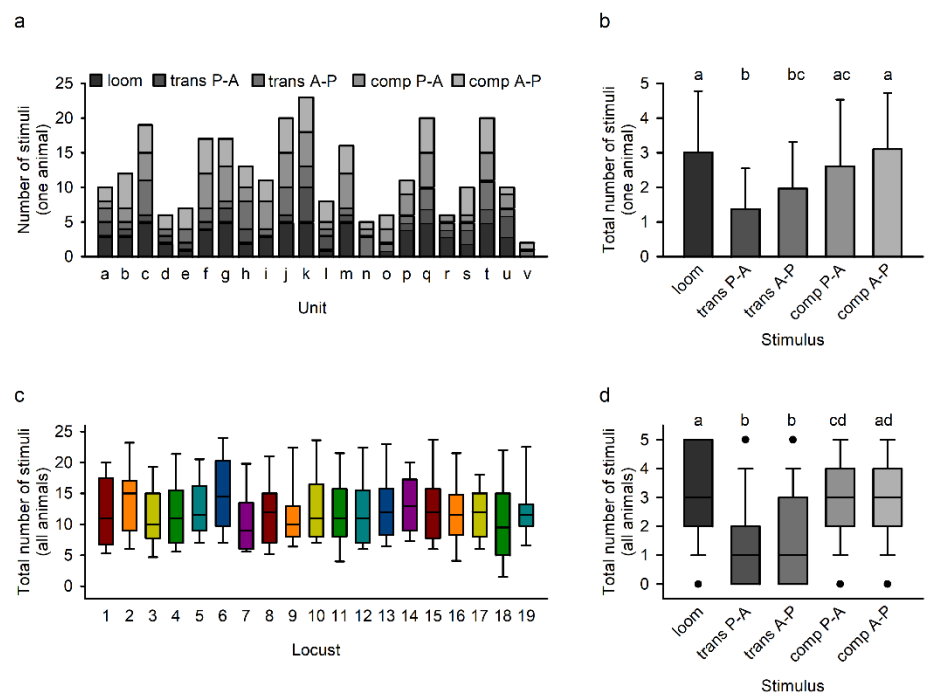 a
loom trans P-A trans A-P comp P-A comp A-P
Number of stimuli
(one animal)
25
20
15
10
5
0
a b c d e f g h i j k l m n o p q r s t u v
Unit
b
a b bc ac a
Total number of stimuli
(one animal)
5
4
3
2
1
0
loom
trans P-A
trans A-P
comp P-A
comp A-P
Stimulus
c
Total number of stimuli
(all animals)
25
20
15
10
5
0
1 2 3 4 5 6 7 8 9 10 11 12 13 14 15 16 17 18 19
Locust
d
a b b cd ad
Total number of stimuli
(all animals)
5
4
3
2
1
0
loom
trans P-A
trans A-P
comp P-A
comp A-P
Stimulus